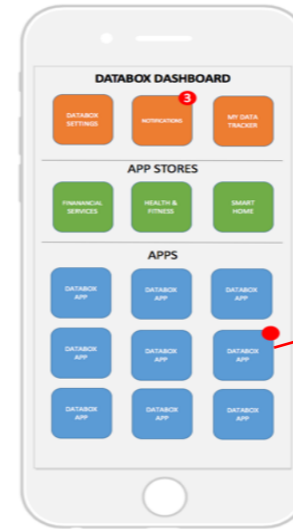 DATABOX DASHBOARD
3
DATABOX
SETTINGS
NOTIFICATIONS
MY DATA
TRACKER
APP STORES
FINANANCIAL
SERVICES
HEALTH &
FITNESS
SMART
HOME
APPS
DATABOX
APP
DATABOX
APP
DATABOX
APP
DATABOX
APP
DATABOX
APP
DATABOX
APP
DATABOX
APP
DATABOX
APP
DATABOX
APP